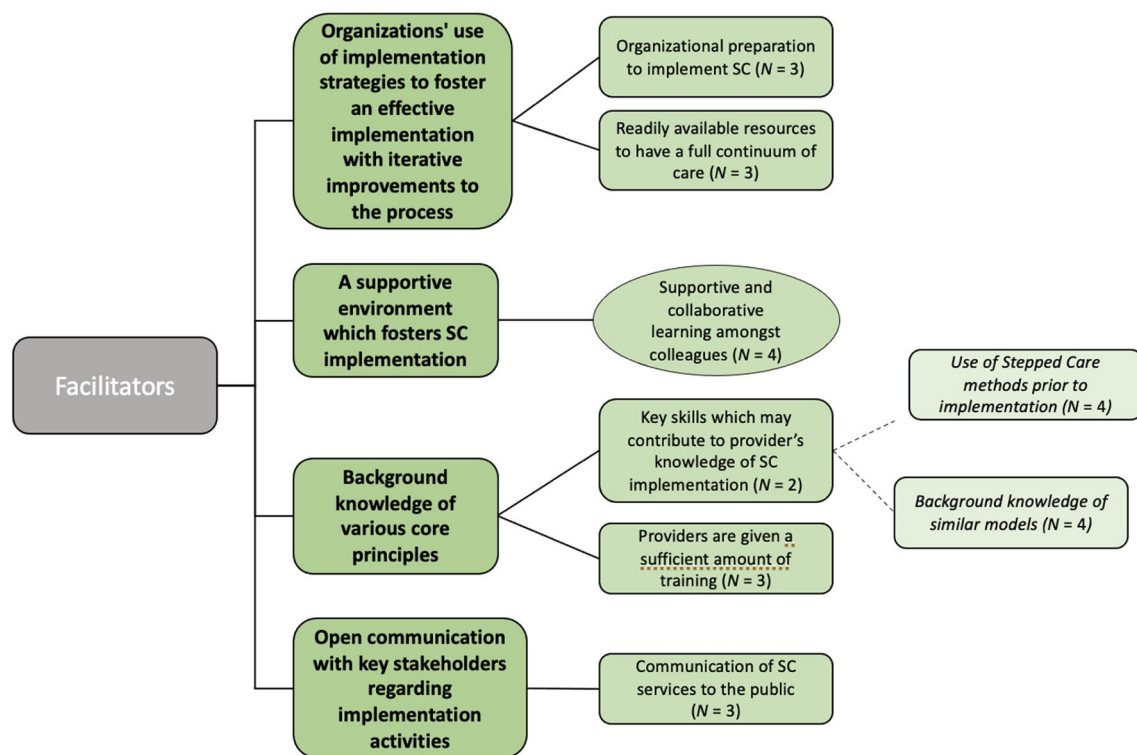 Facilitators
Organizations' use
of implementation
strategies to foster
an effective
implementation
with iterative
improvements to
the process
Organizational preparation
to implement SC (N = 3)
Readily available resources
to have a full continuum of
care (N = 3)
A supportive
environment
which fosters SC
implementation
Supportive and
collaborative
learning amongst
colleagues (N = 4)
Background
knowledge of
various core
principles
Key skills which may
contribute to provider’s
knowledge of SC
implementation (N = 2)
Use of Stepped Care
methods prior to
implementation (N = 4)
Background knowledge of
similar models (N = 4)
Providers are given a
sufficient amount of
training (N = 3)
Open communication
with key stakeholders
regarding
implementation
activities
Communication of SC
services to the public
(N = 3)